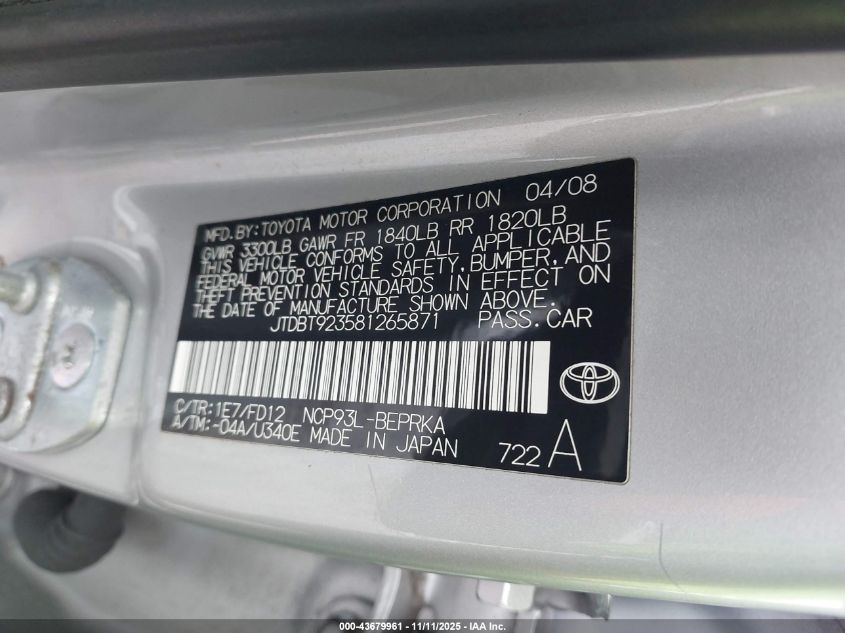 MFD. BY: TOYOTA MOTOR CORPORATION 04/08
GVWR 3300LB GAWR FR 1840LB RR 1820LB
THIS VEHICLE CONFORMS TO ALL APPLICABLE
FEDERAL MOTOR VEHICLE SAFETY, BUMPER, AND
THEFT PREVENTION STANDARDS IN EFFECT ON
THE DATE OF MANUFACTURE SHOWN ABOVE.
JTDBT923581265871 PASS. CAR
C/TR: 1E7/FD12 NCP93L-BEPRKA
A/TM: -04A/U340E MADE IN JAPAN
722 A
000-43679961 - 11/11/2025 - IAA Inc.